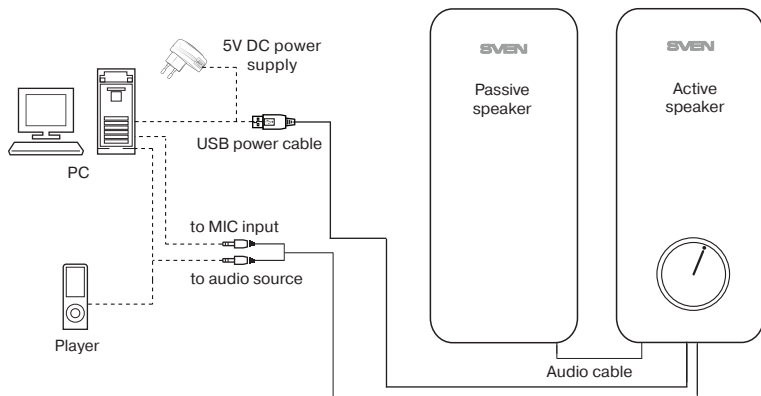 5V DC power
supply
SVEN
SVEN
Passive
speaker
Active
speaker
USB power cable
PC
to MIC input
to audio source
Player
Audio cable